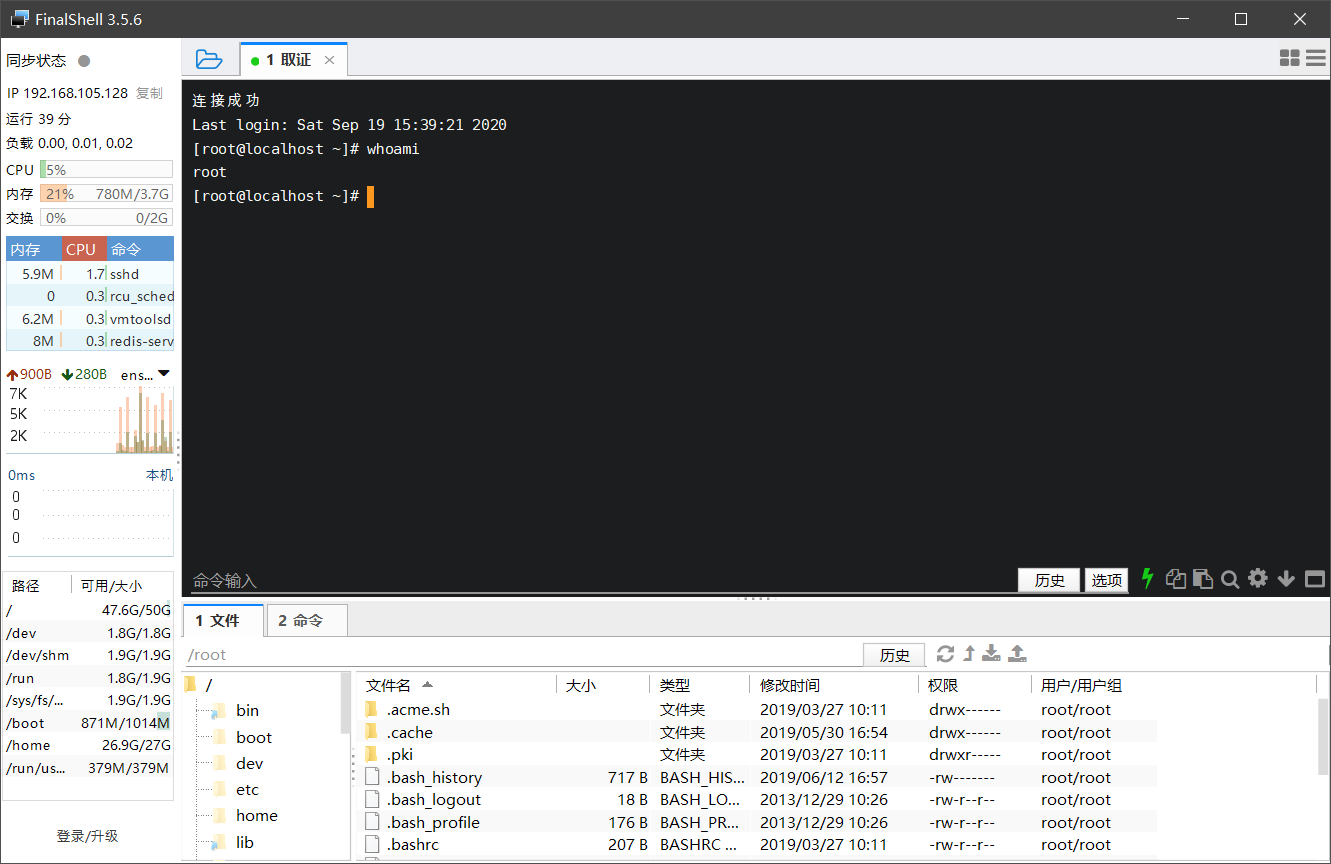 FinalShell 3.5.6
同步状态
IP 192.168.105.128 复制
运行 39 分
负载 0.00, 0.01, 0.02
CPU 5%
内存 21% 780M/3.7G
交换 0% 0/2G
内存 CPU 命令
5.9M 1.7 sshd
0 0.3 rcu_sched
6.2M 0.3 vmtoolsd
8M 0.3 redis-serv
900B 280B ens...
7K
5K
2K
0ms 本机
0
0
0
路径 可用/大小
/ 47.6G/50G
/dev 1.8G/1.8G
/dev/shm 1.9G/1.9G
/run 1.8G/1.9G
/sys/fs/... 1.9G/1.9G
/boot 871M/1014M
/home 26.9G/27G
/run/us... 379M/379M
登录/升级
1 取证
连接成功
Last login: Sat Sep 19 15:39:21 2020
[root@localhost ~]# whoami
root
[root@localhost ~]#
命令输入 历史 选项
1 文件 2 命令
/root 历史
/
bin
boot
dev
etc
home
lib
文件名 大小 类型 修改时间 权限 用户/用户组
.acme.sh 文件夹 2019/03/27 10:11 drwx------ root/root
.cache 文件夹 2019/05/30 16:54 drwx------ root/root
.pki 文件夹 2019/03/27 10:11 drwxr----- root/root
.bash_history 717 B BASH_HIS... 2019/06/12 16:57 -rw------- root/root
.bash_logout 18 B BASH_LO... 2013/12/29 10:26 -rw-r--r-- root/root
.bash_profile 176 B BASH_PR... 2013/12/29 10:26 -rw-r--r-- root/root
.bashrc 207 B BASHRC ... 2019/03/27 10:11 -rw-r--r-- root/root